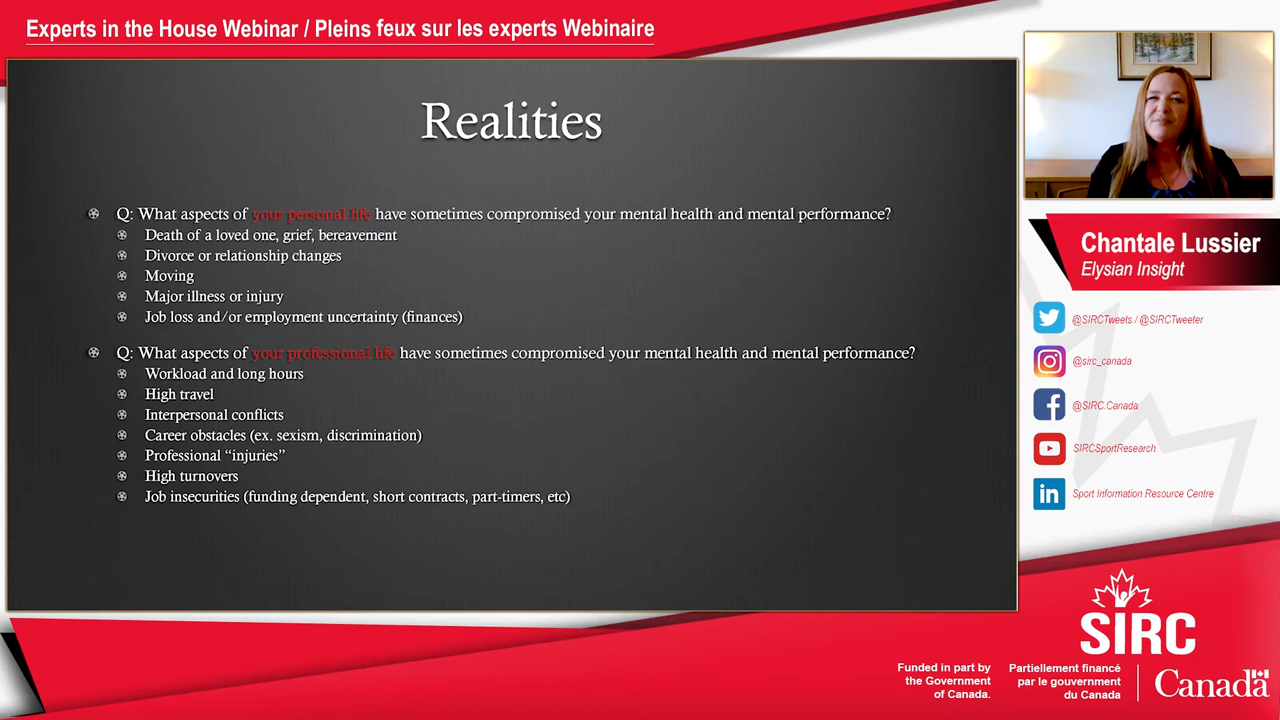 Experts in the House Webinar / Pleins feux sur les experts Webinaire
Realities
Q: What aspects of your personal life have sometimes compromised your mental health and mental performance?
Death of a loved one, grief, bereavement
Divorce or relationship changes
Moving
Major illness or injury
Job loss and/or employment uncertainty (finances)
Q: What aspects of your professional life have sometimes compromised your mental health and mental performance?
Workload and long hours
High travel
Interpersonal conflicts
Career obstacles (ex. sexism, discrimination)
Professional “injuries”
High turnovers
Job insecurities (funding dependent, short contracts, part-timers, etc)
Chantale Lussier
Elysian Insight
@SIRCTweets / @SIRCTweeter
@sirc_canada
@SIRC.Canada
SIRCSportResearch
in
Sport Information Resource Centre
SIRC
Funded in part by
the Government
of Canada.
Partiellement financé
par le gouvernment
du Canada
Canada